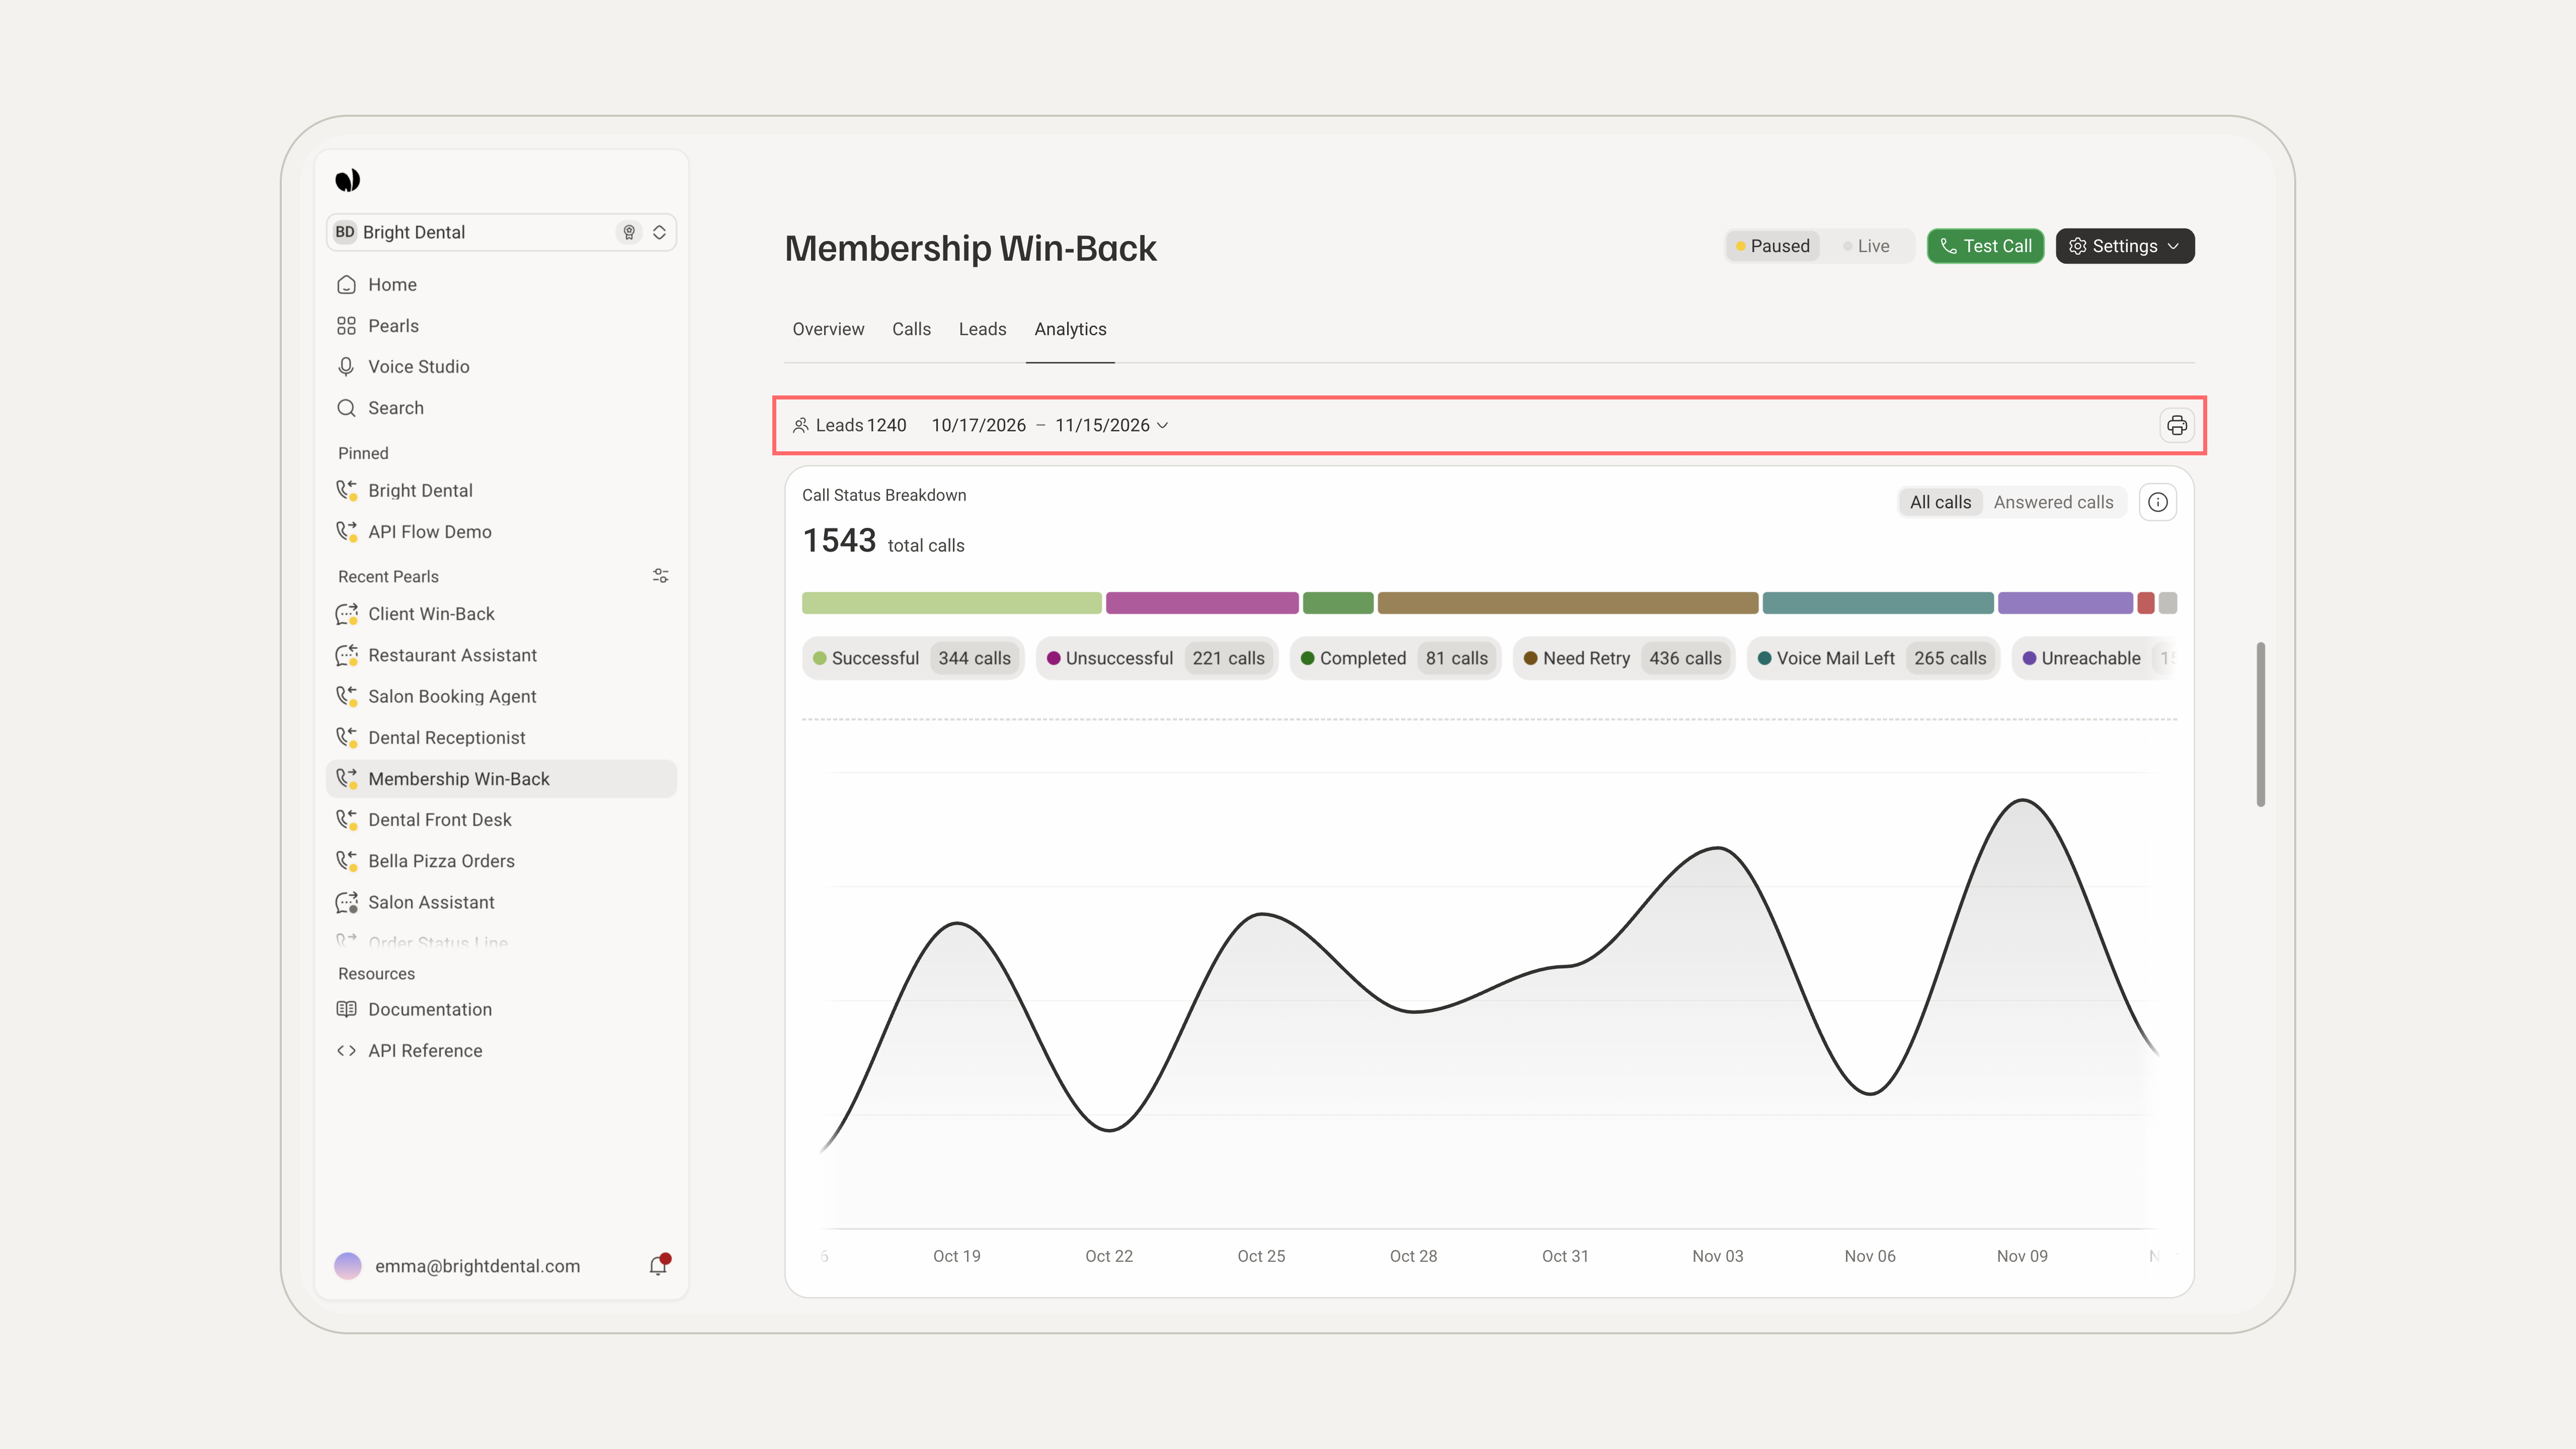 BD Bright Dental
Home
Pearls
Voice Studio
Search
Pinned
Bright Dental
API Flow Demo
Recent Pearls
Client Win-Back
Restaurant Assistant
Salon Booking Agent
Dental Receptionist
Membership Win-Back
Dental Front Desk
Bella Pizza Orders
Salon Assistant
Order Status Line
Resources
Documentation
API Reference
emma@brightdental.com
Membership Win-Back
Paused Live Test Call Settings
Overview Calls Leads Analytics
Leads 1240 10/17/2026 – 11/15/2026
Call Status Breakdown
All calls Answered calls
1543 total calls
Successful 344 calls Unsuccessful 221 calls Completed 81 calls Need Retry 436 calls Voice Mail Left 265 calls Unreachable
Oct 19 Oct 22 Oct 25 Oct 28 Oct 31 Nov 03 Nov 06 Nov 09